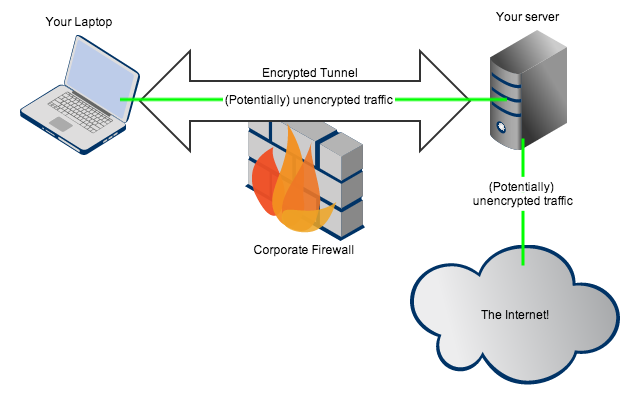 Your Laptop
Your server
Encrypted Tunnel
(Potentially) unencrypted traffic
Corporate Firewall
(Potentially)
unencrypted traffic
The Internet!